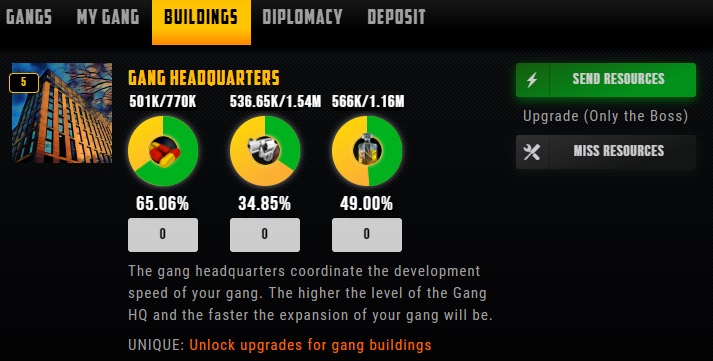 GANGS MY GANG BUILDINGS DIPLOMACY DEPOSIT
5
GANG HEADQUARTERS
501K/770K 536.65K/1.54M 566K/1.16M
65.06% 34.85% 49.00%
0 0 0
The gang headquarters coordinate the development
speed of your gang. The higher the level of the Gang
HQ and the faster the expansion of your gang will be.
UNIQUE: Unlock upgrades for gang buildings
SEND RESOURCES
Upgrade (Only the Boss)
MISS RESOURCES